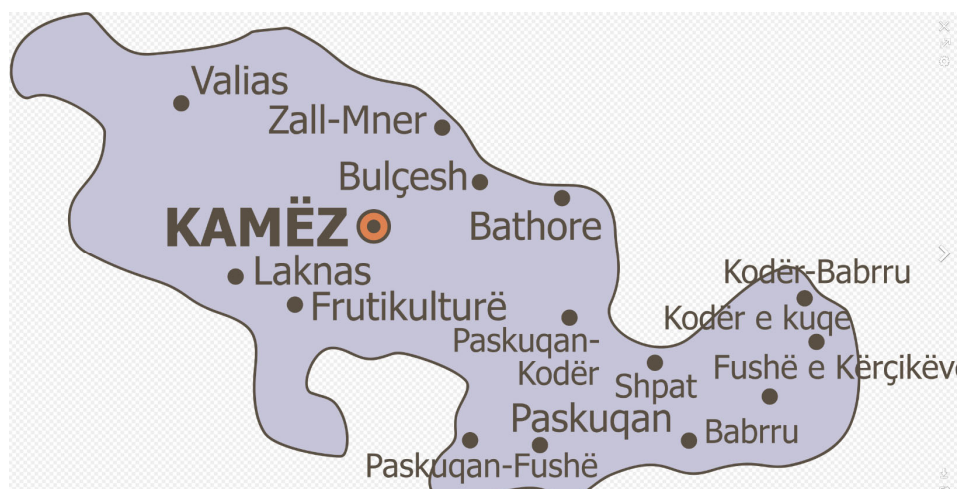 Valias
Zall-Mner
Bulçesh
Bathore
KAMËZ
Laknas
Frutikulturë
Kodër-Babrru
Kodër e kuqe
Paskuqan-
Kodër
Shpat
Fushë e Kërçikëve
Paskuqan
Babrru
Paskuqan-Fushë